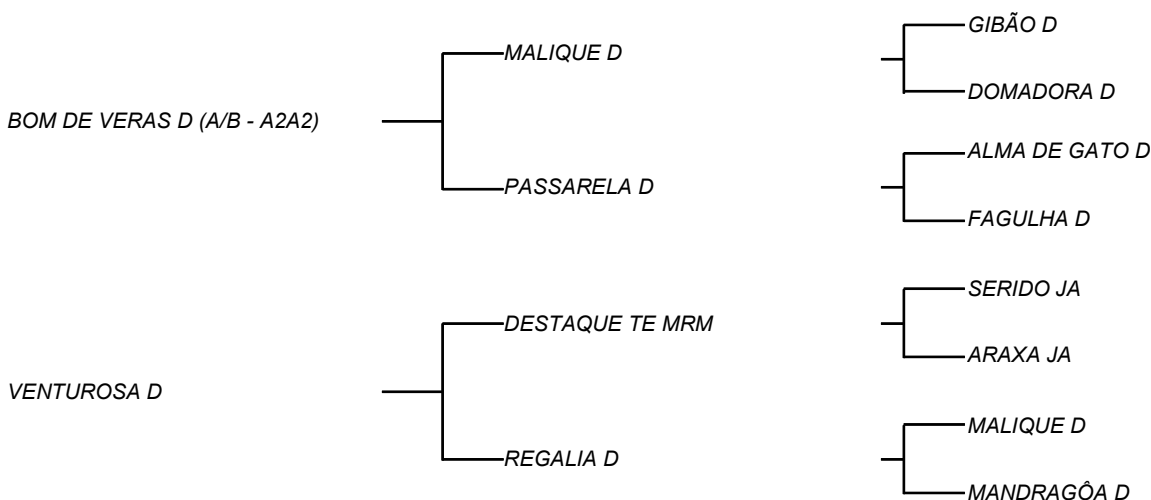 GIBÃO D
MALIQUE D
DOMADORA D
BOM DE VERAS D (A/B - A2A2)
ALMA DE GATO D
PASSARELA D
FAGULHA D
SERIDO JA
DESTAQUE TE MRM
ARAXA JA
VENTUROSA D
MALIQUE D
REGALIA D
MANDRAGÔA D